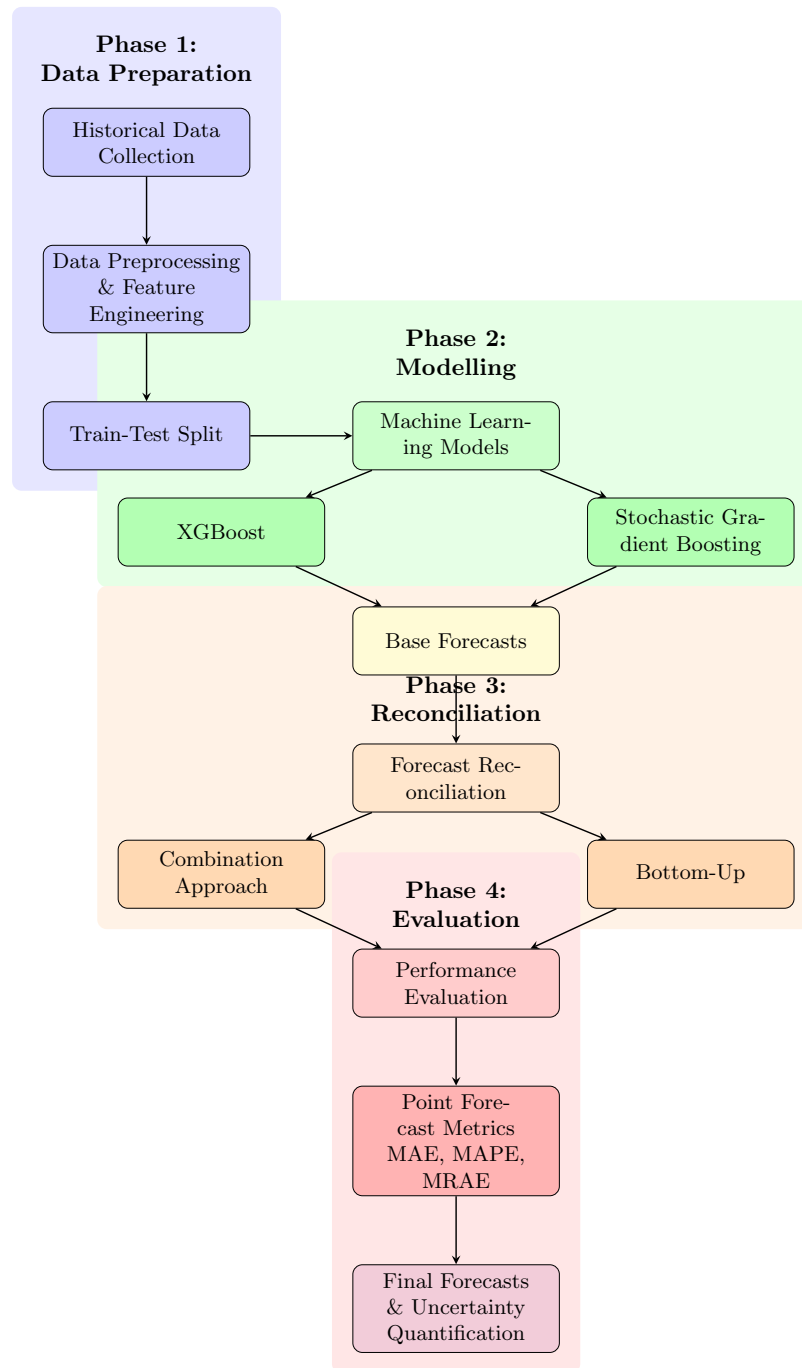 Phase 1:
Data Preparation
Historical Data
Collection
Data Preprocessing
& Feature
Engineering
Train-Test Split
Phase 2:
Modelling
Machine Learn-
ing Models
XGBoost
Stochastic Gra-
dient Boosting
Base Forecasts
Phase 3:
Reconciliation
Forecast Rec-
onciliation
Combination
Approach
Bottom-Up
Phase 4:
Evaluation
Performance
Evaluation
Point Fore-
cast Metrics
MAE, MAPE,
MRAE
Final Forecasts
& Uncertainty
Quantification